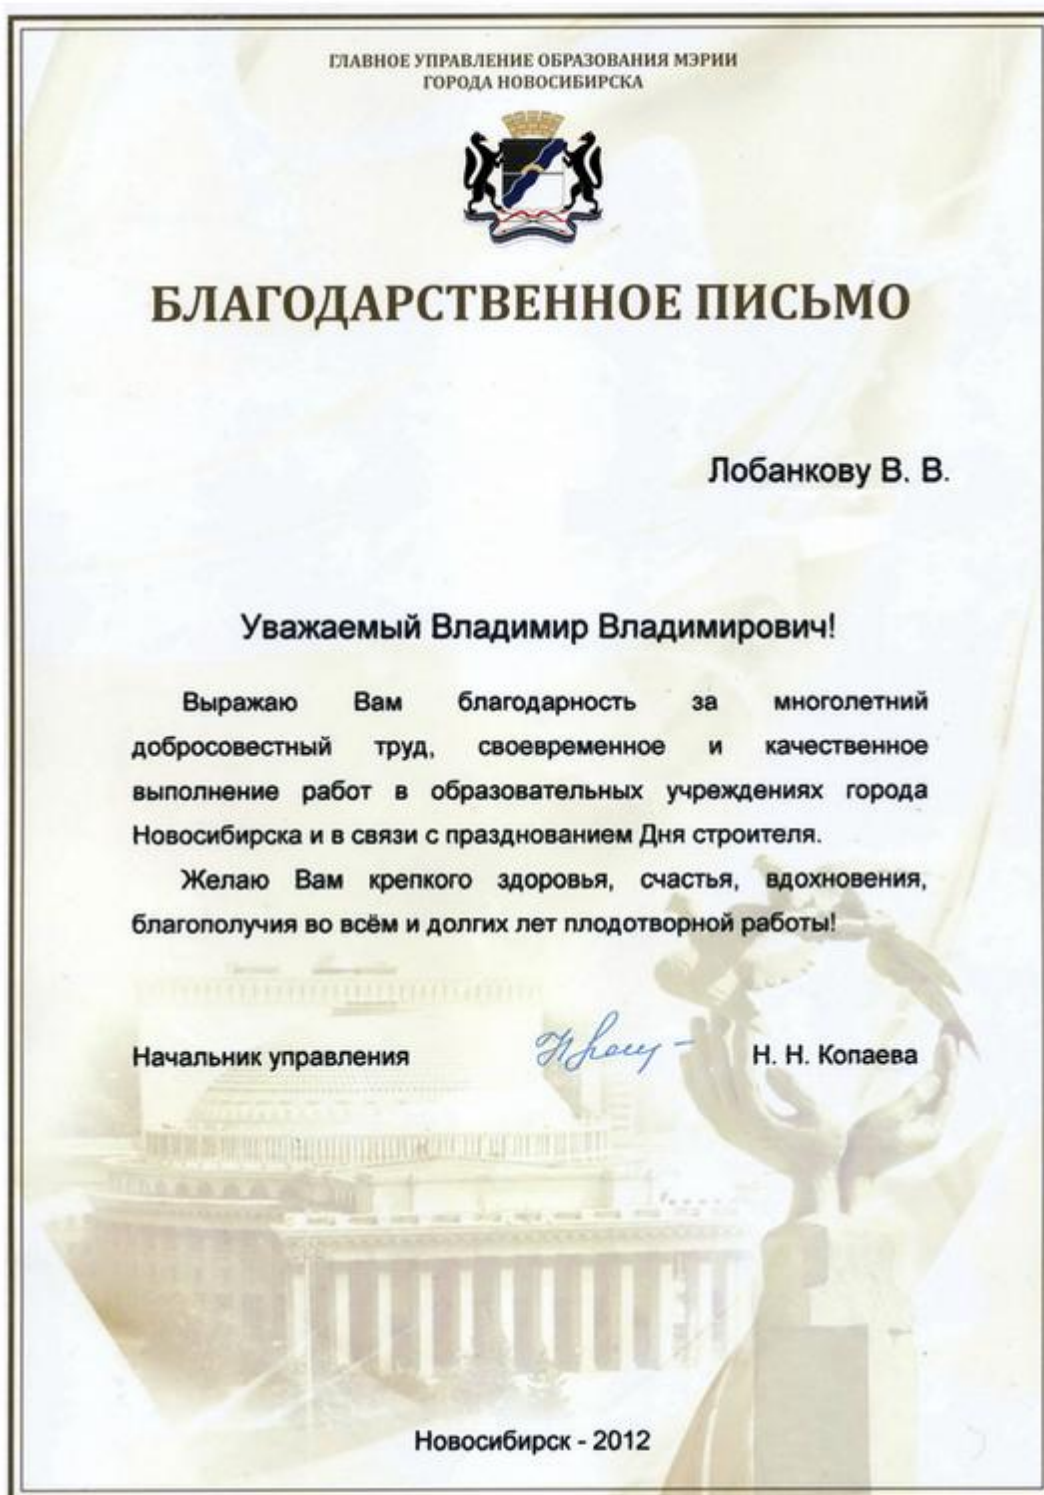 ГЛАВНОЕ УПРАВЛЕНИЕ ОБРАЗОВАНИЯ МЭРИИ
ГОРОДА НОВОСИБИРСКА
БЛАГОДАРСТВЕННОЕ ПИСЬМО
Лобанкову В. В.
Уважаемый Владимир Владимирович!
Выражаю Вам благодарность за многолетний
добросовестный труд, своевременное и качественное
выполнение работ в образовательных учреждениях города
Новосибирска и в связи с празднованием Дня строителя.
Желаю Вам крепкого здоровья, счастья, вдохновения,
благополучия во всём и долгих лет плодотворной работы!
Начальник управления Н. Н. Копаева
Новосибирск - 2012